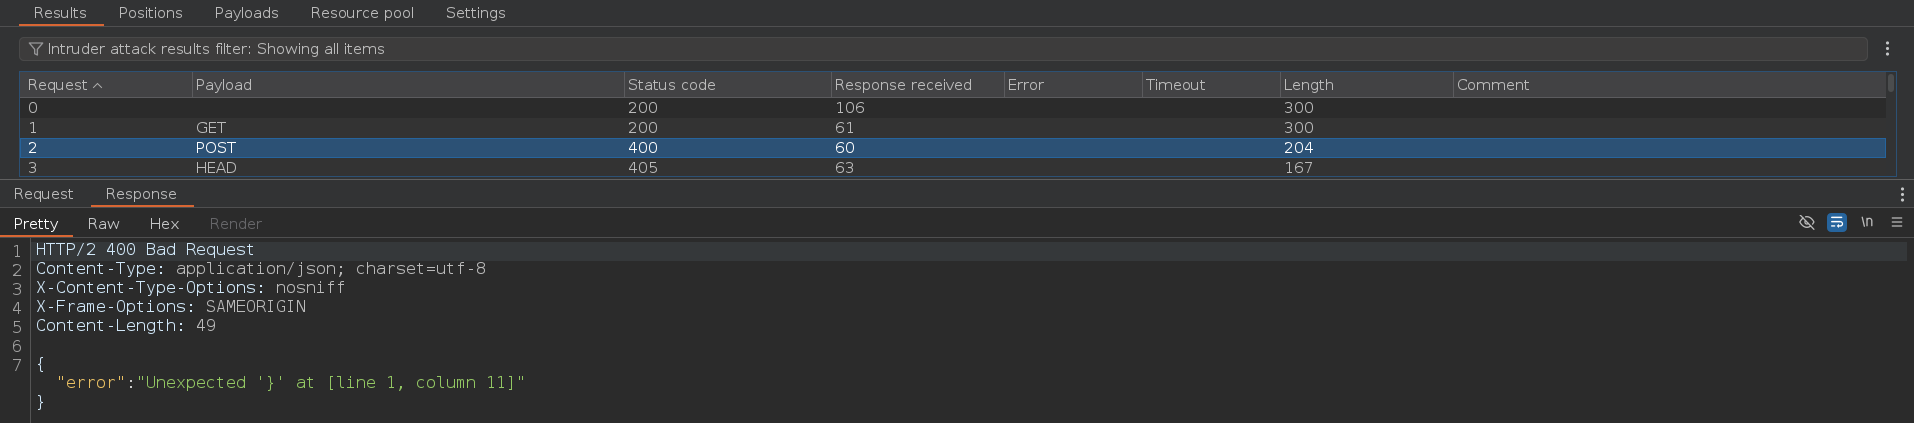 Results Positions Payloads Resource pool Settings
Intruder attack results filter: Showing all items
Request Payload Status code Response received Error Timeout Length Comment
0 200 106 300
1 GET 200 61 300
2 POST 400 60 204
3 HEAD 405 63 167
Request Response
Pretty Raw Hex Render \n
1 HTTP/2 400 Bad Request
2 Content-Type: application/json; charset=utf-8
3 X-Content-Type-Options: nosniff
4 X-Frame-Options: SAMEORIGIN
5 Content-Length: 49
6
7 {
"error":"Unexpected '}' at [line 1, column 11]"
}